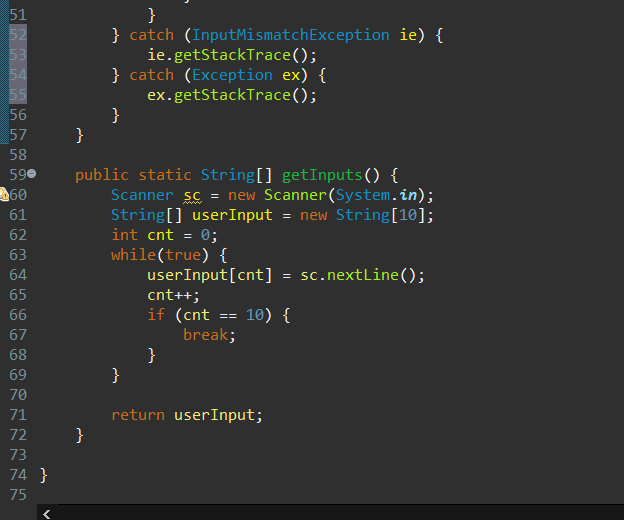 51             }
52         } catch (InputMismatchException ie) {
53             ie.getStackTrace();
54         } catch (Exception ex) {
55             ex.getStackTrace();
56         }
57     }
58
59     public static String[] getInputs() {
60         Scanner sc = new Scanner(System.in);
61         String[] userInput = new String[10];
62         int cnt = 0;
63         while(true) {
64             userInput[cnt] = sc.nextLine();
65             cnt++;
66             if (cnt == 10) {
67                 break;
68             }
69         }
70
71         return userInput;
72     }
73
74 }
75